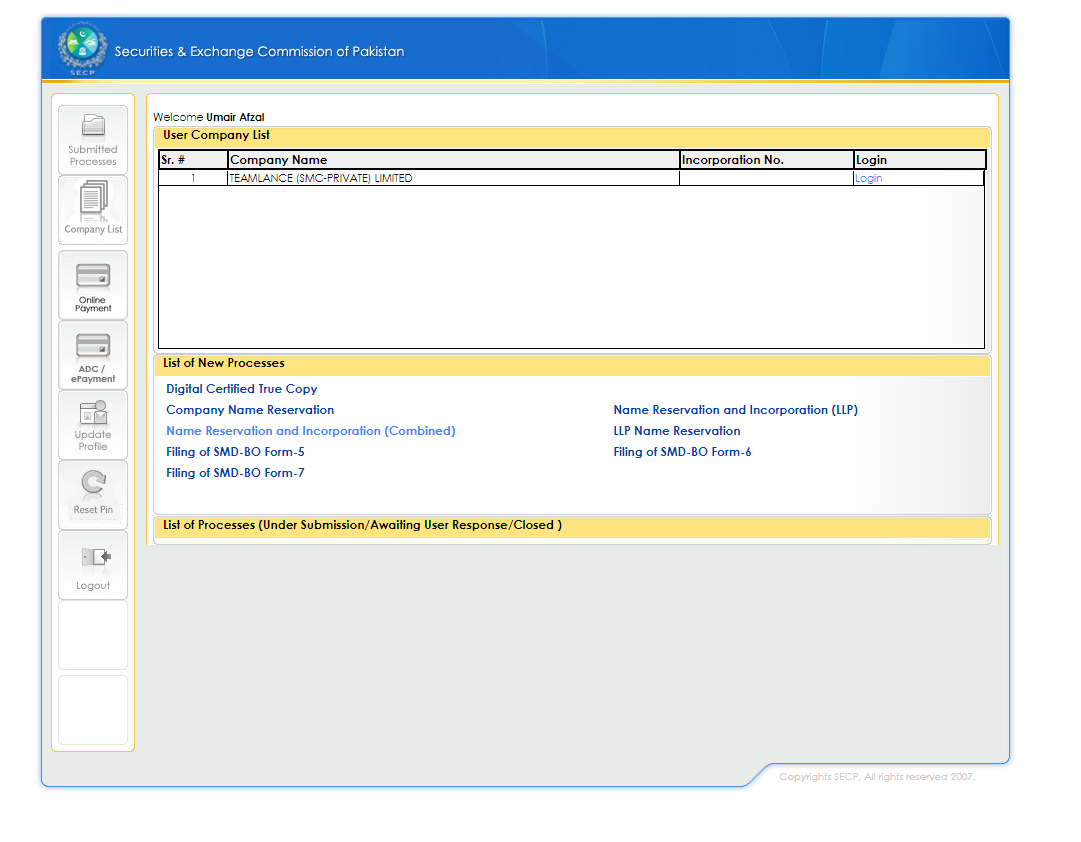 SECP
Securities & Exchange Commission of Pakistan
Submitted
Processes
Company List
Online
Payment
ADC /
ePayment
Update
Profile
Reset Pin
Logout
Welcome Umair Afzal
User Company List
Sr. # Company Name Incorporation No. Login
1 TEAMLANCE (SMC-PRIVATE) LIMITED Login
List of New Processes
Digital Certified True Copy
Company Name Reservation Name Reservation and Incorporation (LLP)
Name Reservation and Incorporation (Combined) LLP Name Reservation
Filing of SMD-BO Form-5 Filing of SMD-BO Form-6
Filing of SMD-BO Form-7
List of Processes (Under Submission/Awaiting User Response/Closed )
Copyrights SECP, All rights reserved 2007.